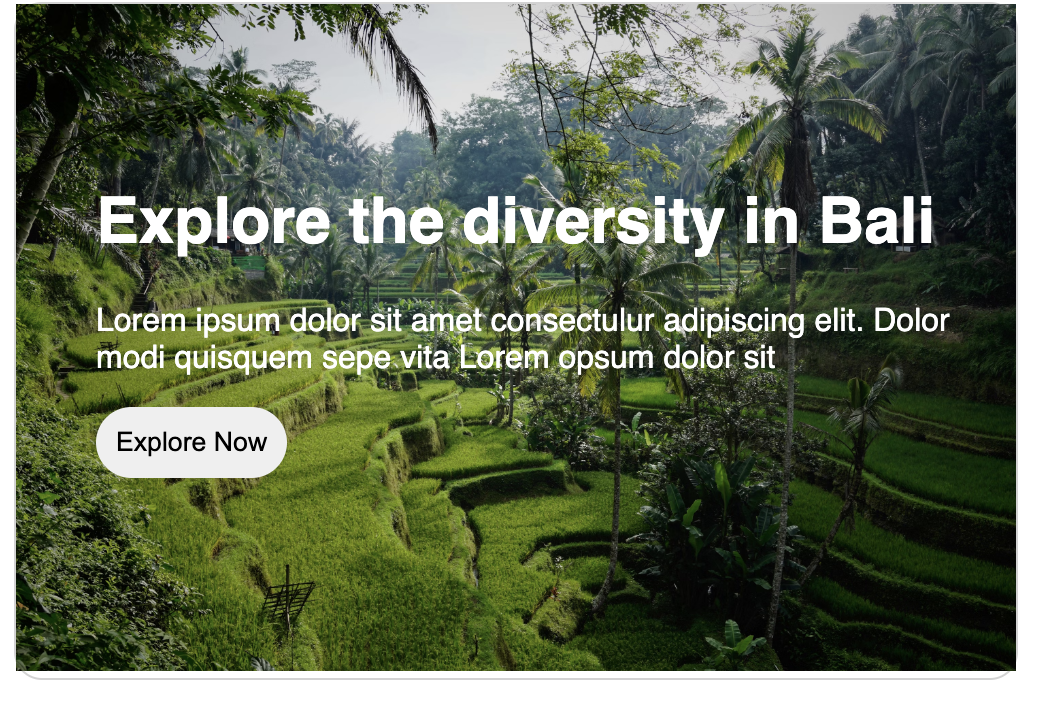 Explore the diversity in Bali
Lorem ipsum dolor sit amet consectulur adipiscing elit. Dolor
modi quisquem sepe vita Lorem opsum dolor sit
Explore Now